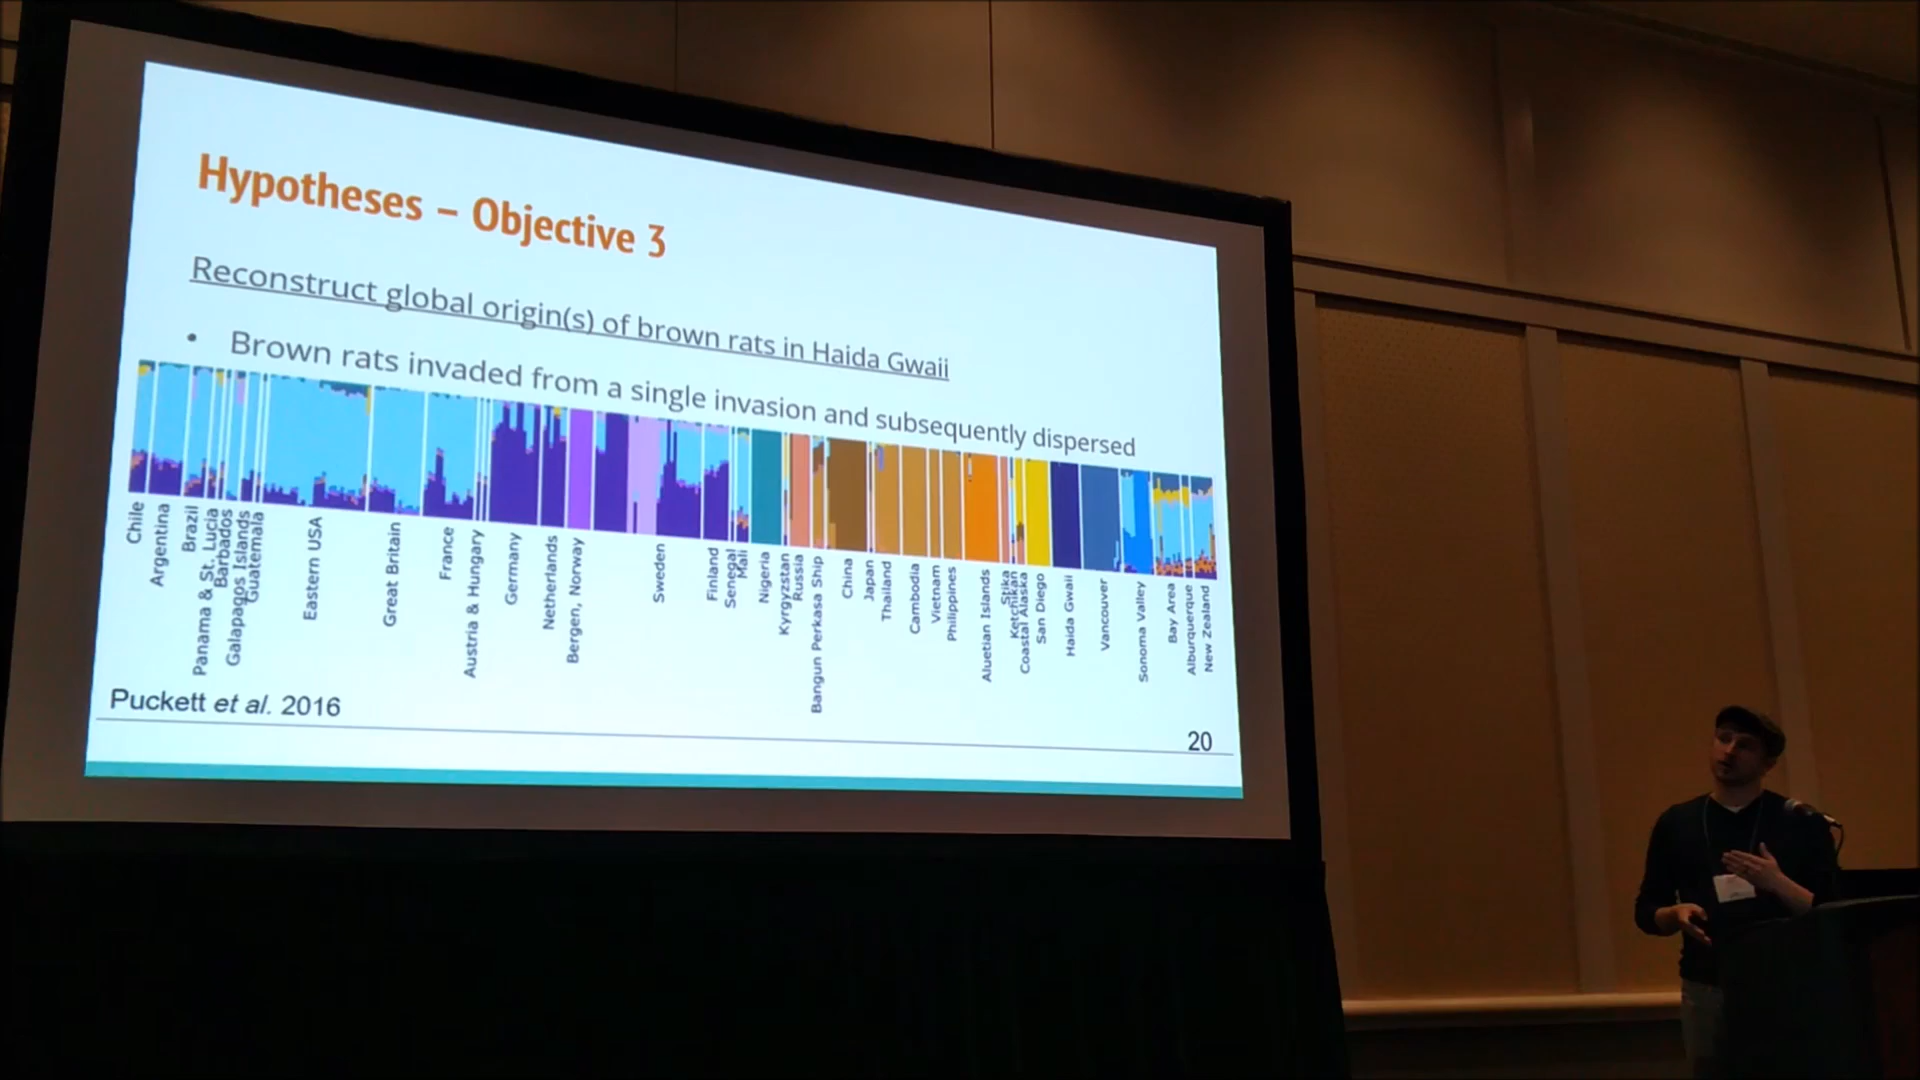 Hypotheses – Objective 3
Reconstruct global origin(s) of brown rats in Haida Gwaii
• Brown rats invaded from a single invasion and subsequently dispersed
Chile
Argentina
Brazil
Panama & St. Lucia
Barbados
Galapagos Islands
Guatemala
Eastern USA
Great Britain
France
Austria & Hungary
Germany
Netherlands
Bergen, Norway
Sweden
Finland
Senegal
Mali
Nigeria
Kyrgyzstan
Russia
Bangun Perkasa Ship
China
Japan
Thailand
Cambodia
Vietnam
Philippines
Aluetian Islands
Stika
Ketchikan
Coastal Alaska
San Diego
Haida Gwaii
Vancouver
Sonoma Valley
Bay Area
Alburquerque
New Zealand
Puckett et al. 2016
20